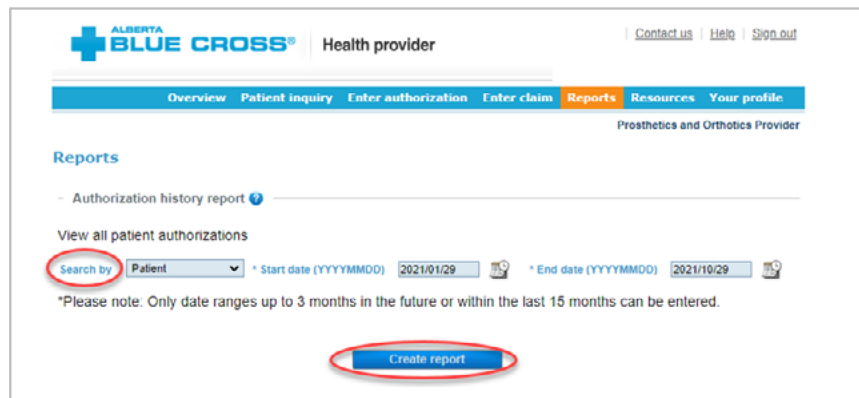 ALBERTA
BLUE CROSS® Health provider
Contact us | Help | Sign out
Overview Patient inquiry Enter authorization Enter claim Reports Resources Your profile
Prosthetics and Orthotics Provider
Reports
Authorization history report ?
View all patient authorizations
Search by Patient * Start date (YYYYMMDD) 2021/01/29 * End date (YYYYMMDD) 2021/10/29
*Please note: Only date ranges up to 3 months in the future or within the last 15 months can be entered.
Create report